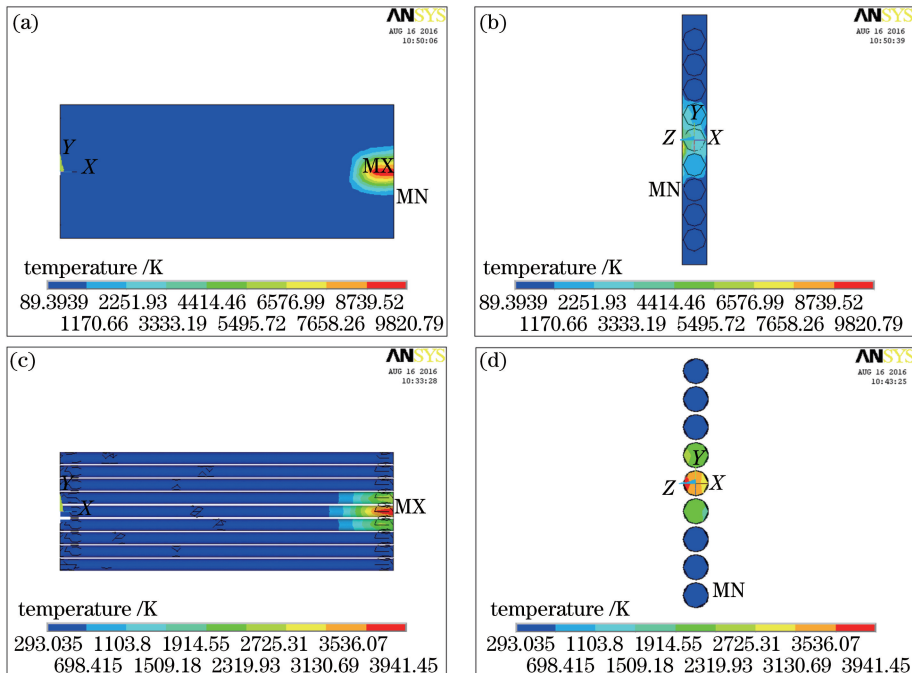 (a)
ANSYS
AUG 16 2016
10:50:06
Y
X
MX
MN
temperature /K
89.3939 2251.93 4414.46 6576.99 8739.52
1170.66 3333.19 5495.72 7658.26 9820.79
(b)
ANSYS
AUG 16 2016
10:50:39
Y
Z X
MN
temperature /K
89.3939 2251.93 4414.46 6576.99 8739.52
1170.66 3333.19 5495.72 7658.26 9820.79
(c)
ANSYS
AUG 16 2016
10:33:28
Y
X
MX
temperature /K
293.035 1103.8 1914.55 2725.31 3536.07
698.415 1509.18 2319.93 3130.69 3941.45
(d)
ANSYS
AUG 16 2016
10:43:25
Y
Z X
MN
temperature /K
293.035 1103.8 1914.55 2725.31 3536.07
698.415 1509.18 2319.93 3130.69 3941.45